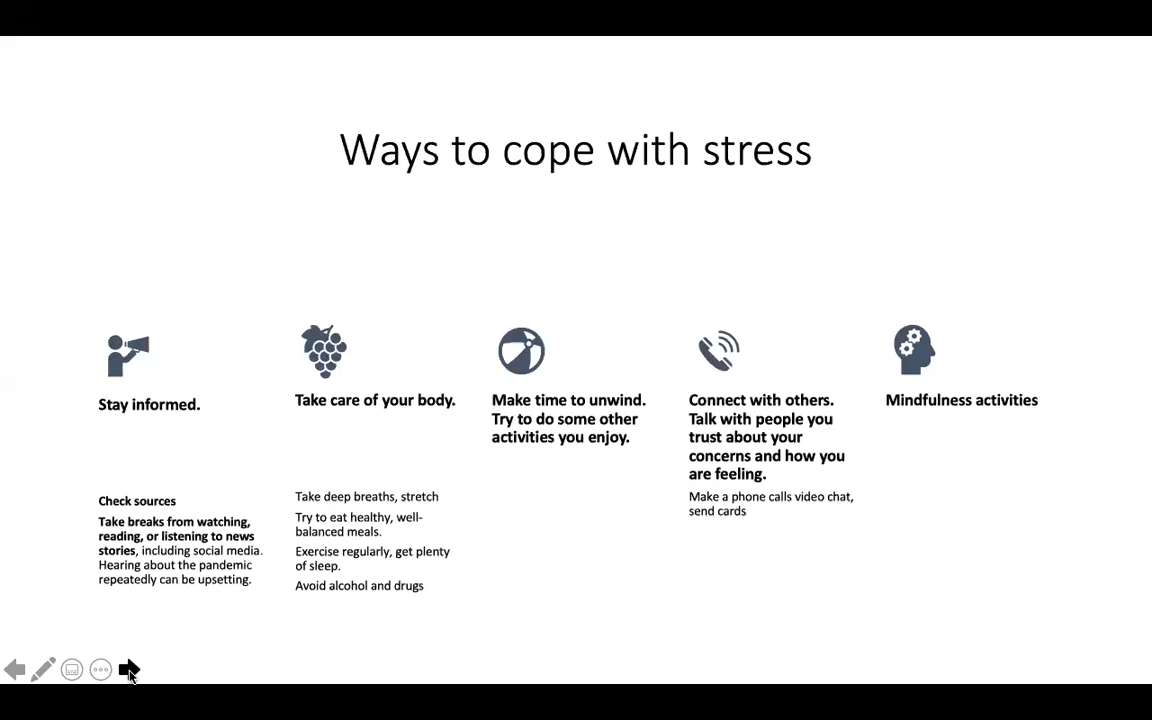 Ways to cope with stress
Stay informed.
Check sources
Take breaks from watching,
reading, or listening to news
stories, including social media.
Hearing about the pandemic
repeatedly can be upsetting.
Take care of your body.
Take deep breaths, stretch
Try to eat healthy, well-
balanced meals.
Exercise regularly, get plenty
of sleep.
Avoid alcohol and drugs
Make time to unwind.
Try to do some other
activities you enjoy.
Connect with others.
Talk with people you
trust about your
concerns and how you
are feeling.
Make a phone calls video chat,
send cards
Mindfulness activities